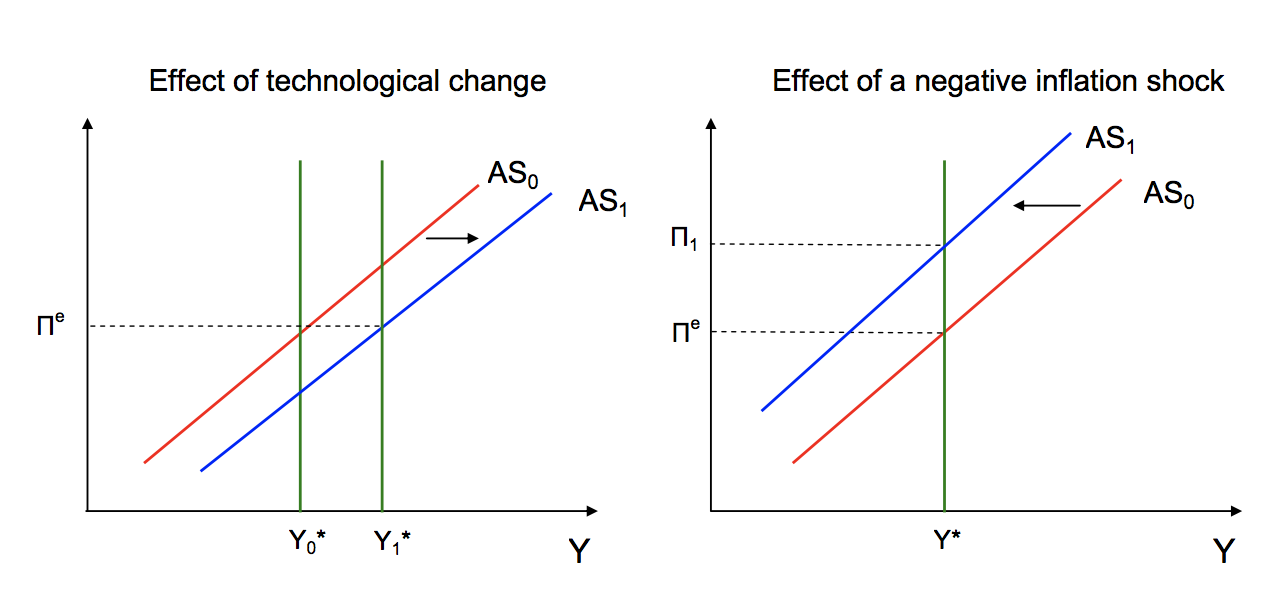 Effect of technological change
AS₀
AS₁
Πᵉ
Y₀*
Y₁*
Y
Effect of a negative inflation shock
AS₁
AS₀
Π₁
Πᵉ
Y*
Y